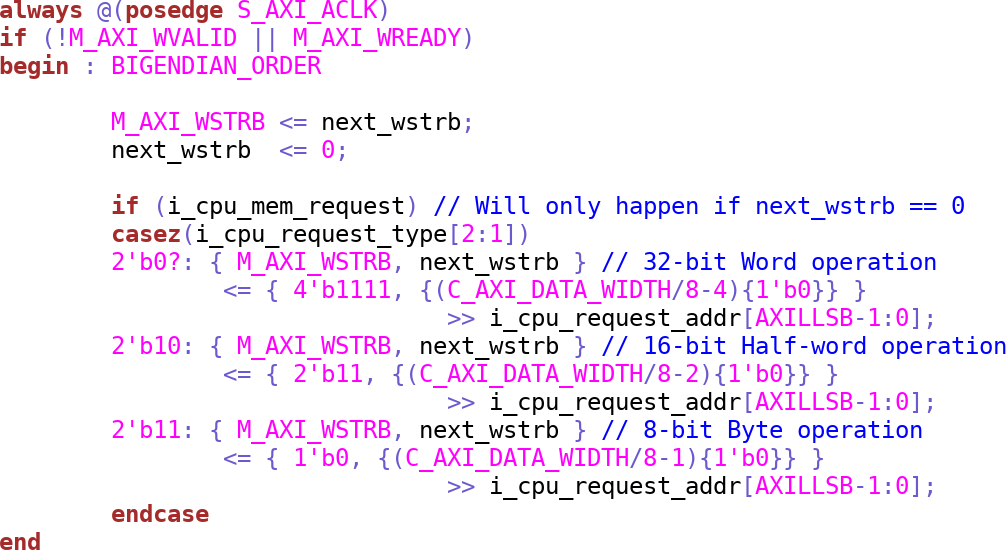 always @(posedge S_AXI_ACLK)
if (!M_AXI_WVALID || M_AXI_WREADY)
begin : BIGENDIAN_ORDER
M_AXI_WSTRB <= next_wstrb;
next_wstrb  <= 0;
if (i_cpu_mem_request) // Will only happen if next_wstrb == 0
casez(i_cpu_request_type[2:1])
2'b0?: { M_AXI_WSTRB, next_wstrb } // 32-bit Word operation
<= { 4'b1111, {(C_AXI_DATA_WIDTH/8-4){1'b0}} }
>> i_cpu_request_addr[AXILLSB-1:0];
2'b10: { M_AXI_WSTRB, next_wstrb } // 16-bit Half-word operation
<= { 2'b11, {(C_AXI_DATA_WIDTH/8-2){1'b0}} }
>> i_cpu_request_addr[AXILLSB-1:0];
2'b11: { M_AXI_WSTRB, next_wstrb } // 8-bit Byte operation
<= { 1'b0, {(C_AXI_DATA_WIDTH/8-1){1'b0}} }
>> i_cpu_request_addr[AXILLSB-1:0];
endcase
end